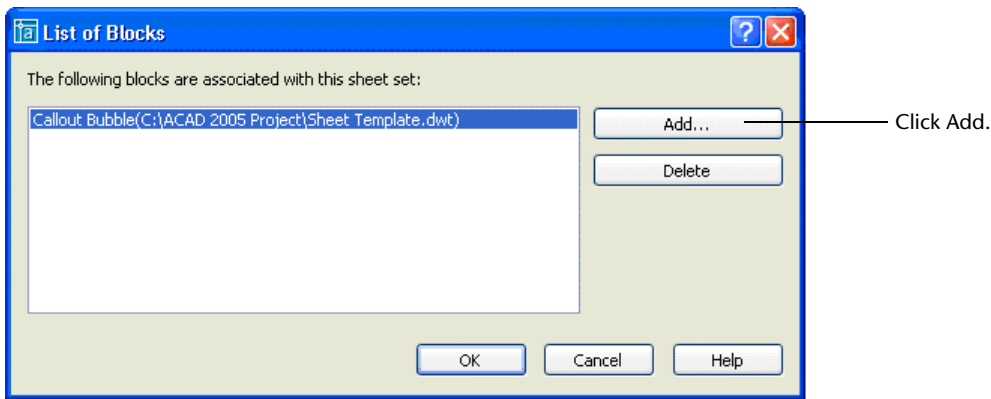 List of Blocks
The following blocks are associated with this sheet set:
Callout Bubble(C:\ACAD 2005 Project\Sheet Template.dwt)
Add...
Click Add.
Delete
OK
Cancel
Help